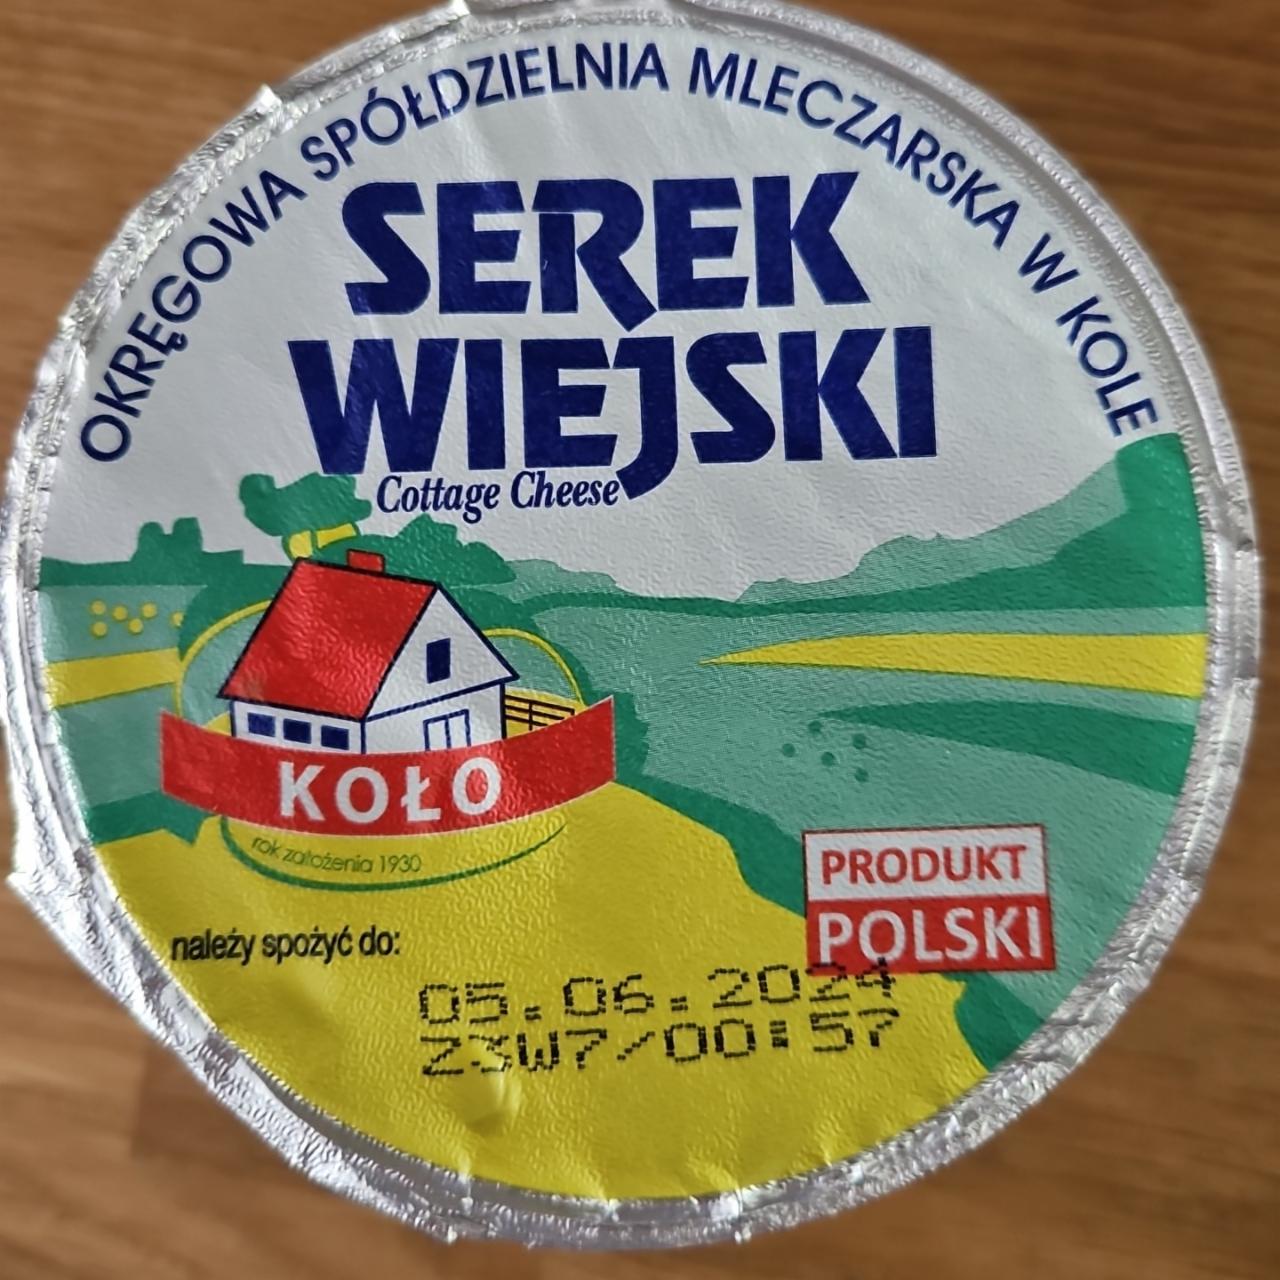 OKRĘGOWA SPÓŁDZIELNIA MLECZARSKA W KOLE
SEREK
WIEJSKI
Cottage Cheese
KOŁO
rok założenia 1930
PRODUKT
POLSKI
należy spożyć do:
05.06.2024
23W7/00:57